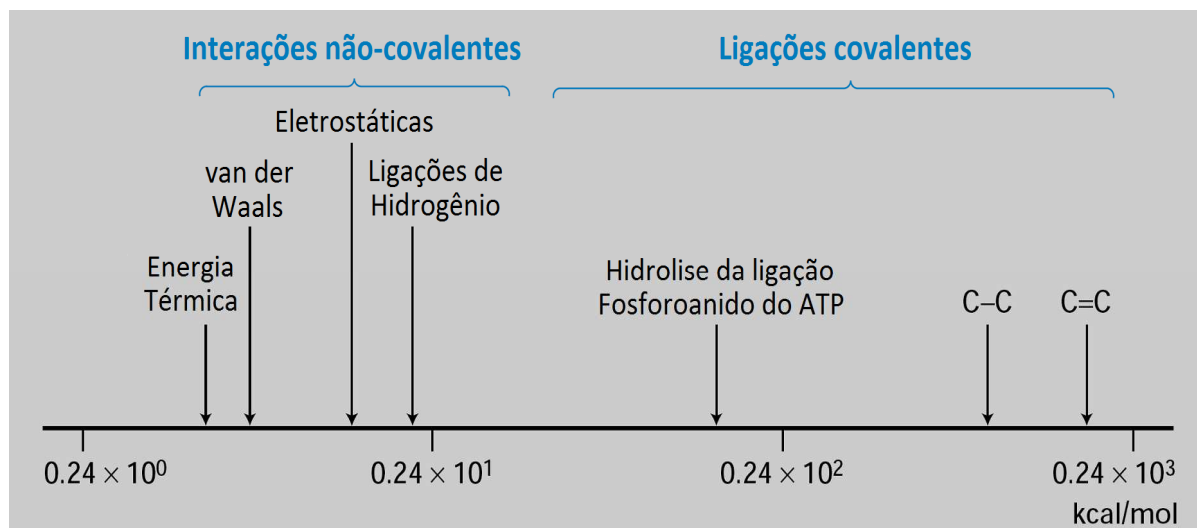 Interações não-covalentes
Ligações covalentes
Eletrostáticas
van der
Waals
Ligações de
Hidrogênio
Energia
Térmica
Hidrolise da ligação
Fosforoanido do ATP
C–C
C=C
0.24 × 10⁰
0.24 × 10¹
0.24 × 10²
0.24 × 10³
kcal/mol